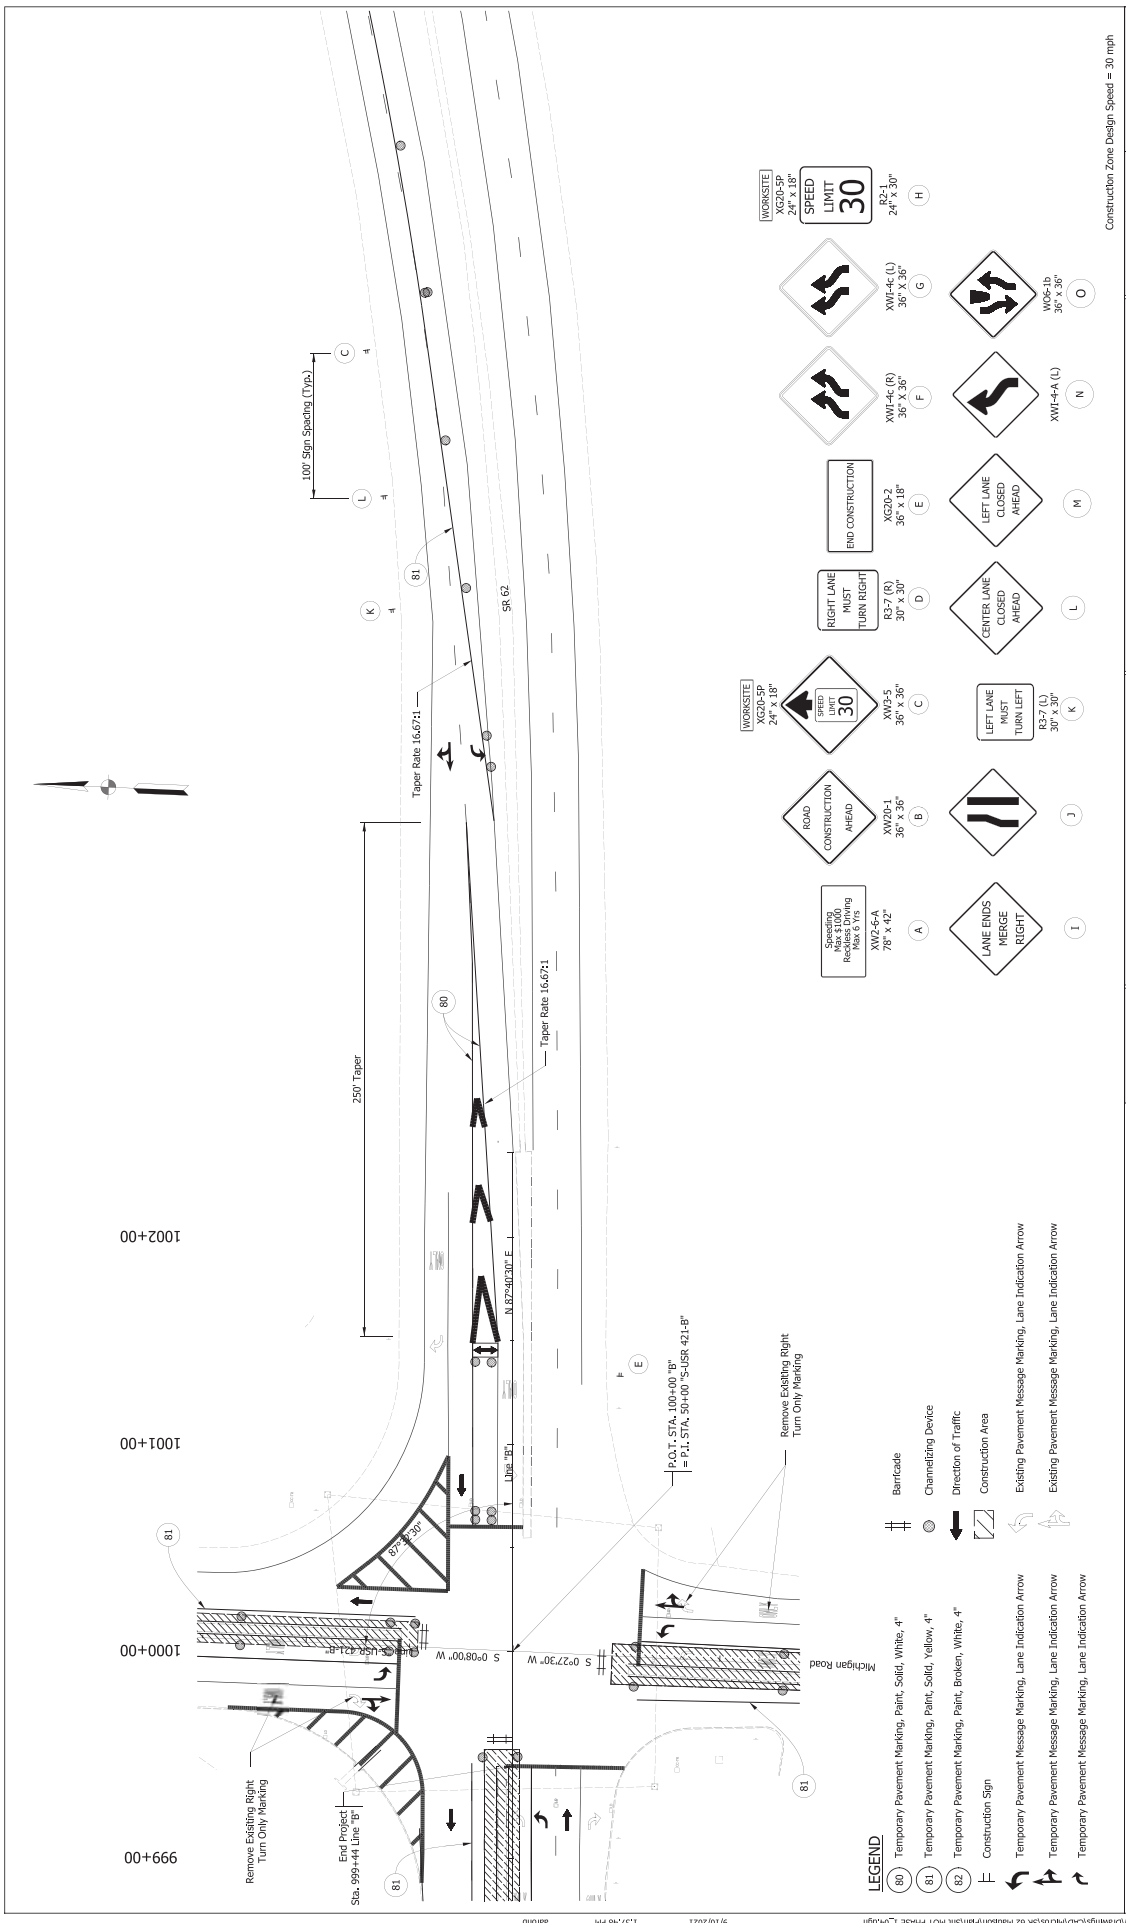 Construction Zone Design Speed = 30 mph
100' Sign Spacing (Typ.)
C
L
K
81
SR 62
Taper Rate 16.67:1
250' Taper
80
Taper Rate 16.67:1
1002+00
1001+00
1000+00
999+00
N 87°40'30" E
Line "B"
87°32'30"
81
S 0°08'00" W
S 0°27'30" W
P.O.T. STA. 100+00 "B"
= P.I. STA. 50+00 "S-USR 421-B"
E
Remove Exisiting Right
Turn Only Marking
Michigan Road
81
Remove Exisiting Right
Turn Only Marking
End Project
Sta. 999+44 Line "B"
81
Speeding
Max $1000
Reckless Driving
Max 6 Yrs
XW2-6-A
78" x 42"
A
ROAD
CONSTRUCTION
AHEAD
XW20-1
36" x 36"
B
WORKSITE
XG20-5P
24" x 18"
SPEED
LIMIT
30
XW3-5
36" x 36"
C
RIGHT LANE
MUST
TURN RIGHT
R3-7 (R)
30" x 30"
D
END CONSTRUCTION
XG20-2
36" x 18"
E
XWI-4c (R)
36" X 36"
F
XWI-4c (L)
36" X 36"
G
WORKSITE
XG20-5P
24" x 18"
SPEED
LIMIT
30
R2-1
24" x 30"
H
LANE ENDS
MERGE
RIGHT
I
J
LEFT LANE
MUST
TURN LEFT
R3-7 (L)
30" x 30"
K
CENTER LANE
CLOSED
AHEAD
L
LEFT LANE
CLOSED
AHEAD
M
XWI-4-A (L)
N
WO6-1b
36" x 36"
O
LEGEND
80 Temporary Pavement Marking, Paint, Solid, White, 4"
81 Temporary Pavement Marking, Paint, Solid, Yellow, 4"
82 Temporary Pavement Marking, Paint, Broken, White, 4"
Construction Sign
Temporary Pavement Message Marking, Lane Indication Arrow
Temporary Pavement Message Marking, Lane Indication Arrow
Temporary Pavement Message Marking, Lane Indication Arrow
Barricade
Channelizing Device
Direction of Traffic
Construction Area
Existing Pavement Message Marking, Lane Indication Arrow
Existing Pavement Message Marking, Lane Indication Arrow